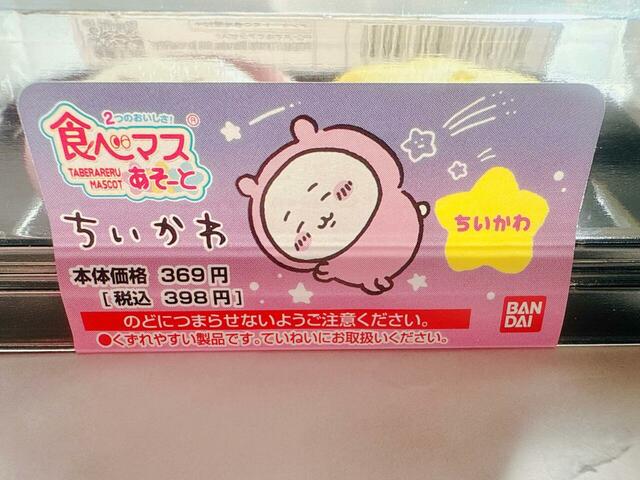 2つのおいしさ!
食べマス®
TABERARERU
MASCOT
あそーと
ちいかわ
ちいかわ
本体価格 369円
[税込 398円]
BAN
DAI
のどにつまらせないようご注意ください。
●くずれやすい製品です。ていねいにお取扱いください。